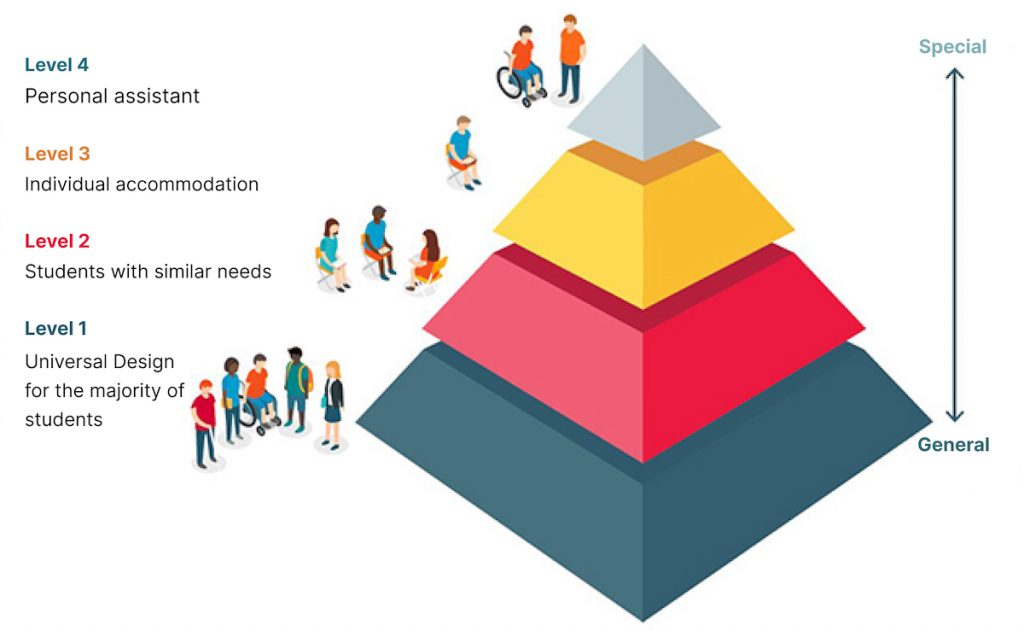 Level 4
Personal assistant
Level 3
Individual accommodation
Level 2
Students with similar needs
Level 1
Universal Design
for the majority of
students
Special
General